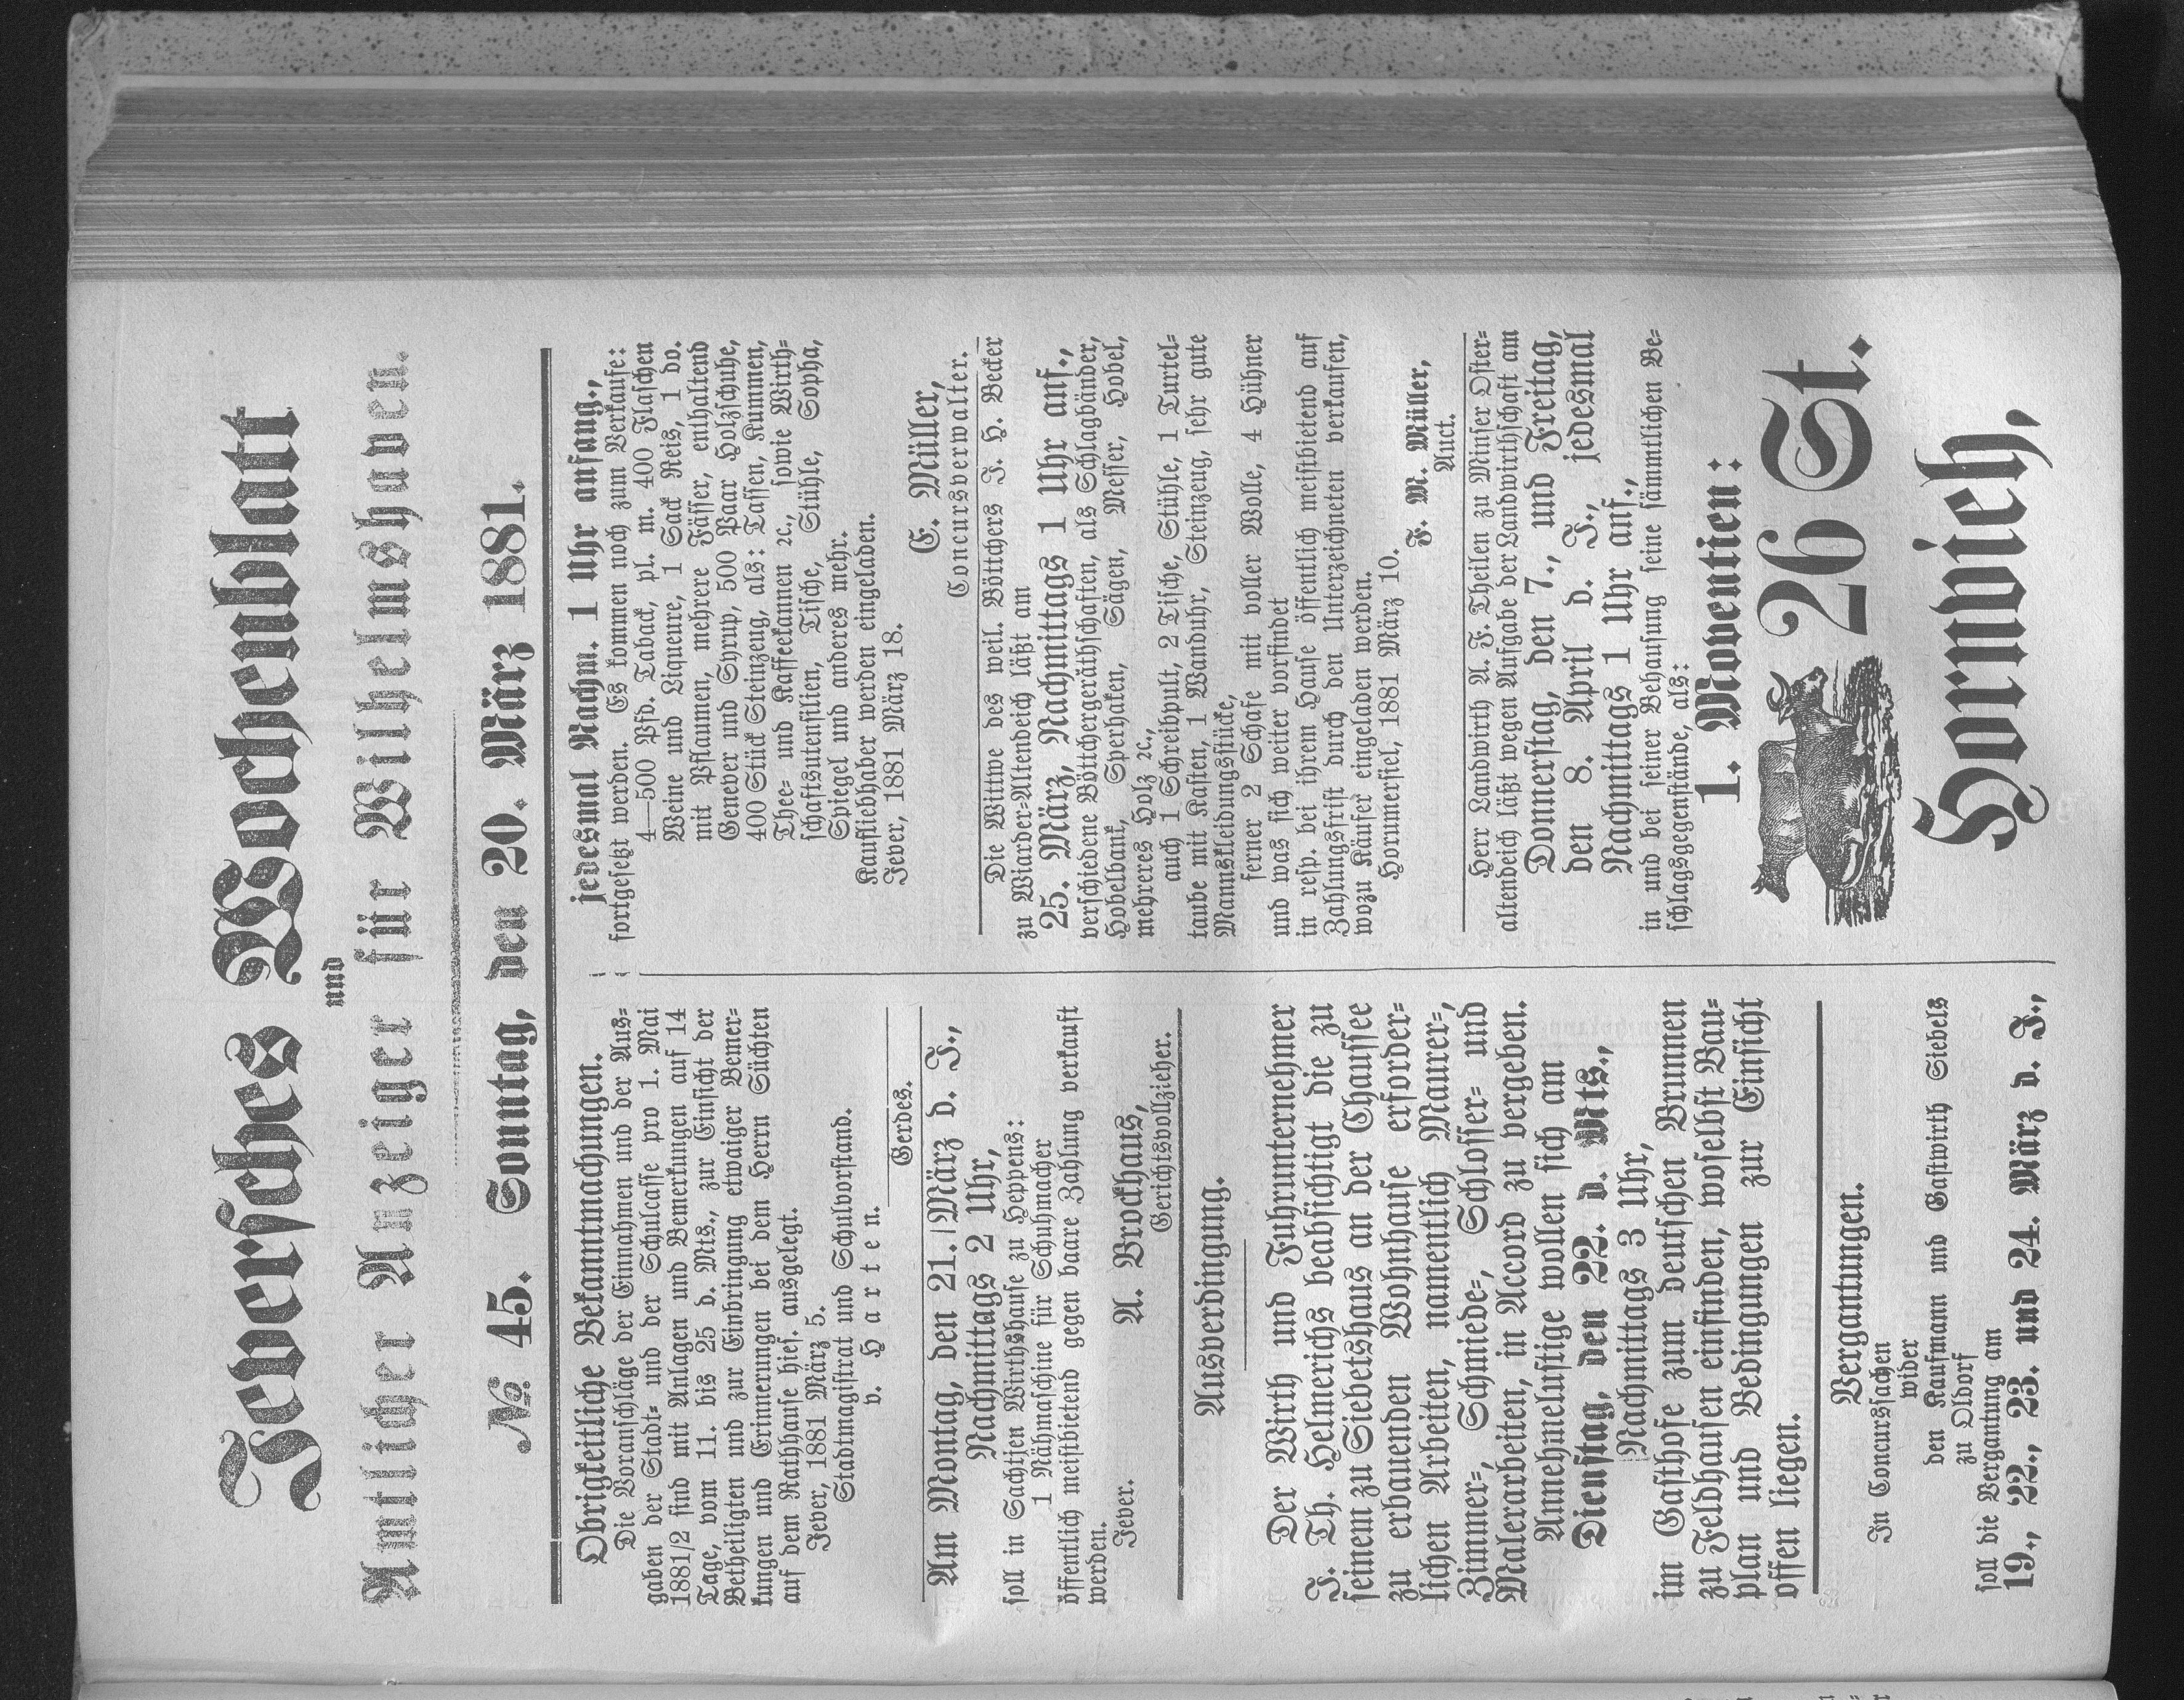 Jeversches Wochenblatt
und
Amtlicher Anzeiger für Wilhelmshaven.
№ 45. Sonntag, den 20. März 1881.
Obrigkeitliche Bekanntmachungen.
Die Voranschläge der Einnahmen und der Aus=
gaben der Stadt= und der Schulcasse pro 1. Mai
1881/2 sind mit Anlagen und Bemerkungen auf 14
Tage, vom 11. bis 25 d. Mts., zur Einsicht der
Betheiligten und zur Einbringung etwaiger Bemer=
kungen und Erinnerungen bei dem Herrn Süchten
auf dem Rathhause hies. ausgelegt.
Jever, 1881 März 5.
Stadtmagistrat und Schulvorstand.
v. Harten.
Gerdes.
Am Montag, den 21. März d. J.,
Nachmittags 2 Uhr,
soll in Sachtjen Wirthshause zu Heppens:
1 Nähmaschine für Schuhmacher
öffentlich meistbietend gegen baare Zahlung verkauft
werden.
Jever. A. Brockhaus,
Gerichtsvollzieher.
Ausverdingung.
Der Wirth und Fuhrunternehmer
J. Th. Helmerichs beabsichtigt die zu
seinem zu Siebetshaus an der Chaussee
zu erbauenden Wohnhause erforder=
lichen Arbeiten, namentlich Maurer=,
Zimmer=, Schmiede=, Schlosser= und
Malerarbeiten, in Accord zu vergeben.
Annehmelustige wollen sich am
Dienstag, den 22. d. Mts.,
Nachmittags 3 Uhr,
im Gasthofe zum deutschen Brunnen
zu Feldhausen einfinden, woselbst Bau=
plan und Bedingungen zur Einsicht
offen liegen.
Vergantungen.
In Concurssachen
wider
den Kaufmann und Gastwirth Siebels
zu Oldorf
soll die Vergantung am
19., 22., 23. und 24. März d. J.,
jedesmal Nachm. 1 Uhr anfang.,
fortgesetzt werden. Es kommen noch zum Verkaufe:
4—500 Pfd. Taback, pl. m. 400 Flaschen
Weine und Liqueure, 1 Sack Reis, 1 do.
mit Pflaumen, mehrere Fässer, enthaltend
Genever und Syrup, 500 Paar Holzschuhe,
400 Stück Steinzeug, als: Tassen, Kummen,
Thee= und Kaffeekannen ꝛc., sowie Wirth=
schaftsutensilien, Tische, Stühle, Sopha,
Spiegel und anderes mehr.
Kaufliebhaber werden eingeladen.
Jever, 1881 März 18.
E. Müller,
Concursverwalter.
Die Wittwe des weil. Böttchers J. H. Becker
zu Wiarder=Altendeich läßt am
25. März, Nachmittags 1 Uhr anf.,
verschiedene Böttchergeräthschaften, als Schlagbänder,
Hobelbank, Sperhaken, Sägen, Messer, Hobel,
mehreres Holz ꝛc.,
auch 1 Schreibpult, 2 Tische, Stühle, 1 Turtel=
taube mit Kasten, 1 Wanduhr, Steinzeug, sehr gute
Mannskleidungsstücke,
ferner 2 Schafe mit voller Wolle, 4 Hühner
und was sich weiter vorfindet
in resp. bei ihrem Hause öffentlich meistbietend auf
Zahlungsfrist durch den Unterzeichneten verkaufen,
wozu Käufer eingeladen werden.
Horumersiel, 1881 März 10.
F. M. Müller,
Auct.
Herr Landwirth A. F. Theilen zu Minser Oster=
altendeich läßt wegen Aufgabe der Landwirthschaft am
Donnerstag, den 7., und Freitag,
den 8. April d. J., jedesmal
Nachmittags 1 Uhr anf.,
in und bei seiner Behausung seine sämmtlichen Be=
schlagsgegenstände, als:
1. Moventien:
26 St.
Hornvieh,